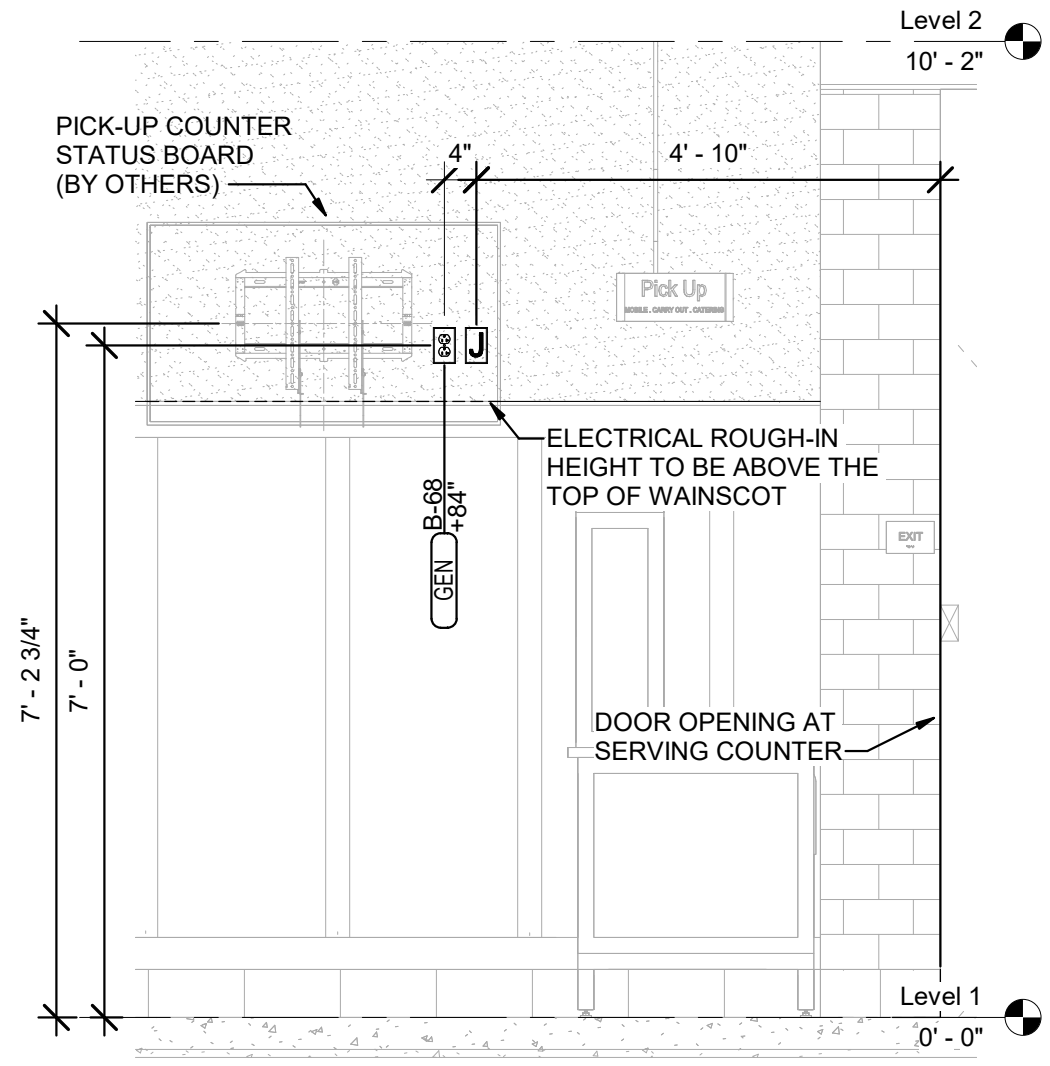 Level 2
10' - 2"
PICK-UP COUNTER
STATUS BOARD
(BY OTHERS)
4"
4' - 10"
Pick Up
MOBILE . CARRY OUT . CATERING
J
ELECTRICAL ROUGH-IN
HEIGHT TO BE ABOVE THE
TOP OF WAINSCOT
B-68
+84"
GEN
EXIT
7' - 2 3/4"
7' - 0"
DOOR OPENING AT
SERVING COUNTER
Level 1
0' - 0"